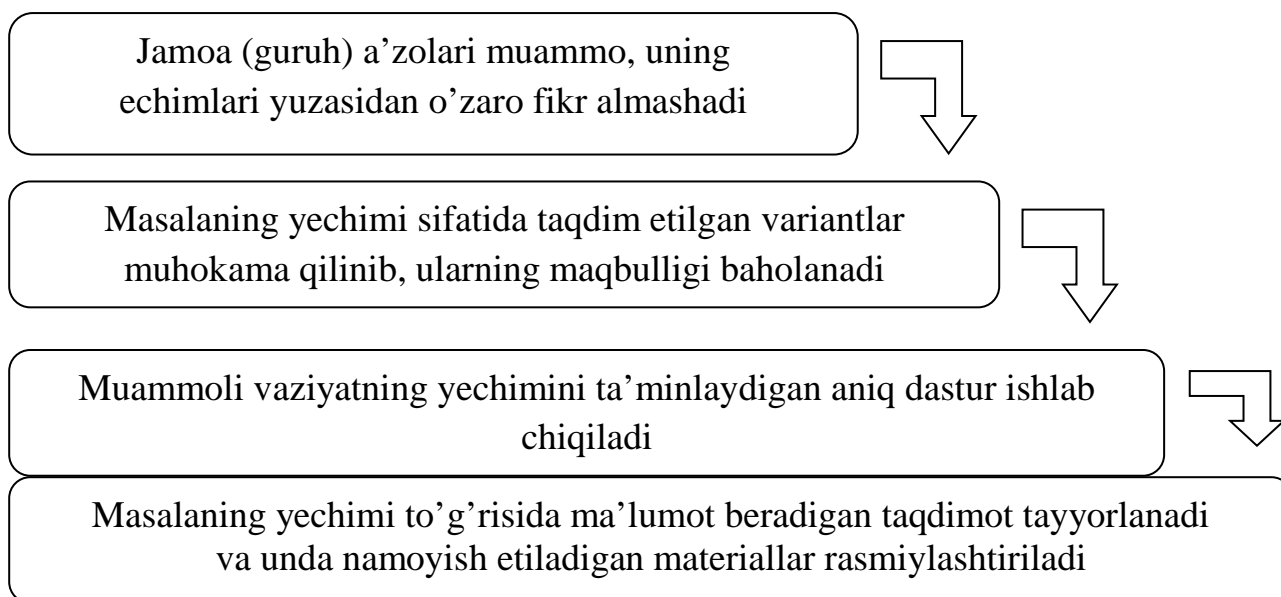 Jamoa (guruh) a’zolari muammo, uning
echimlari yuzasidan o’zaro fikr almashadi
Masalaning yechimi sifatida taqdim etilgan variantlar
muhokama qilinib, ularning maqbulligi baholanadi
Muammoli vaziyatning yechimini ta’minlaydigan aniq dastur ishlab
chiqiladi
Masalaning yechimi to’g’risida ma’lumot beradigan taqdimot tayyorlanadi
va unda namoyish etiladigan materiallar rasmiylashtiriladi